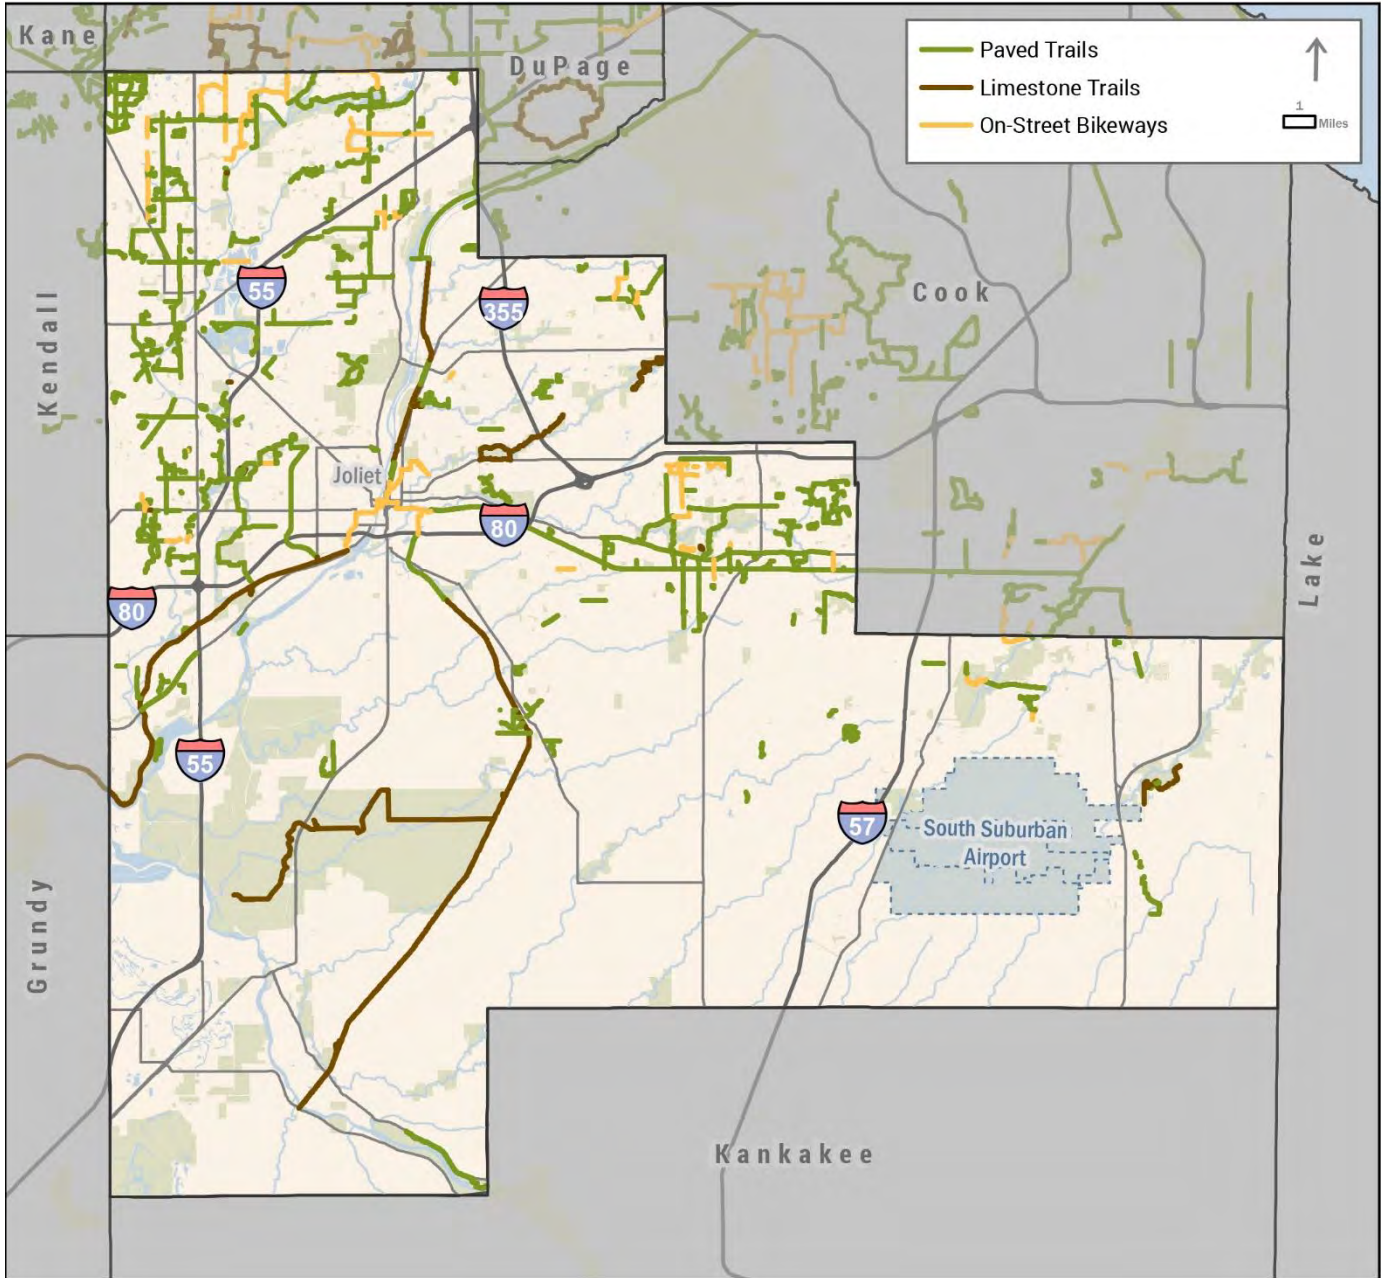 Kane
DuPage
Paved Trails
Limestone Trails
On-Street Bikeways
1
Miles
Kendall
55
355
Cook
Joliet
80
80
Lake
55
57
South Suburban
Airport
Grundy
Kankakee